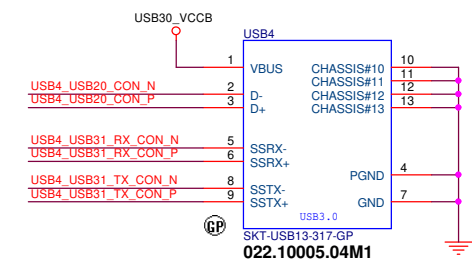 USB30_VCCB
USB4
1 VBUS CHASSIS#10 10
CHASSIS#11 11
USB4_USB20_CON_N 2 D- CHASSIS#12 12
USB4_USB20_CON_P 3 D+ CHASSIS#13 13
USB4_USB31_RX_CON_N 5 SSRX-
USB4_USB31_RX_CON_P 6 SSRX+
PGND 4
USB4_USB31_TX_CON_N 8 SSTX-
USB4_USB31_TX_CON_P 9 SSTX+ GND 7
USB3.0
GP
SKT-USB13-317-GP
022.10005.04M1